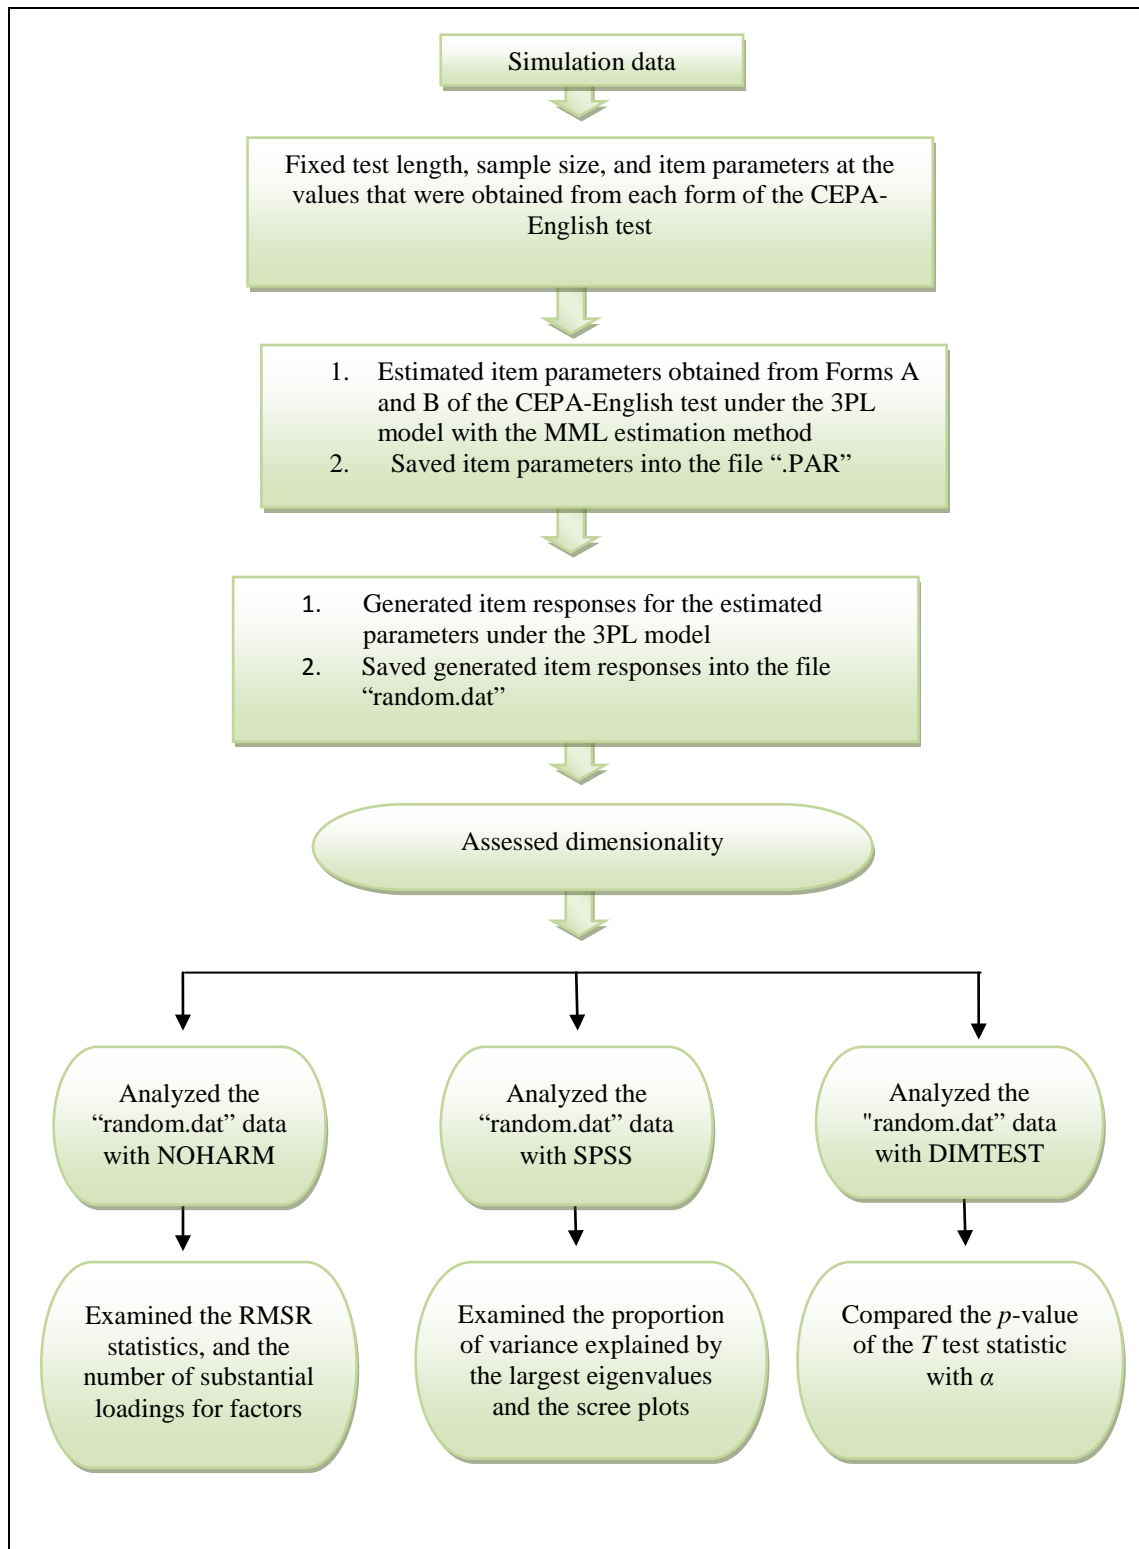 Simulation data
Fixed test length, sample size, and item parameters at the
values that were obtained from each form of the CEPA-
English test
1. Estimated item parameters obtained from Forms A
and B of the CEPA-English test under the 3PL
model with the MML estimation method
2. Saved item parameters into the file “.PAR”
1. Generated item responses for the estimated
parameters under the 3PL model
2. Saved generated item responses into the file
“random.dat”
Assessed dimensionality
Analyzed the
“random.dat” data
with NOHARM
Analyzed the
“random.dat” data
with SPSS
Analyzed the
"random.dat” data
with DIMTEST
Examined the RMSR
statistics, and the
number of substantial
loadings for factors
Examined the proportion
of variance explained by
the largest eigenvalues
and the scree plots
Compared the p-value
of the T test statistic
with α